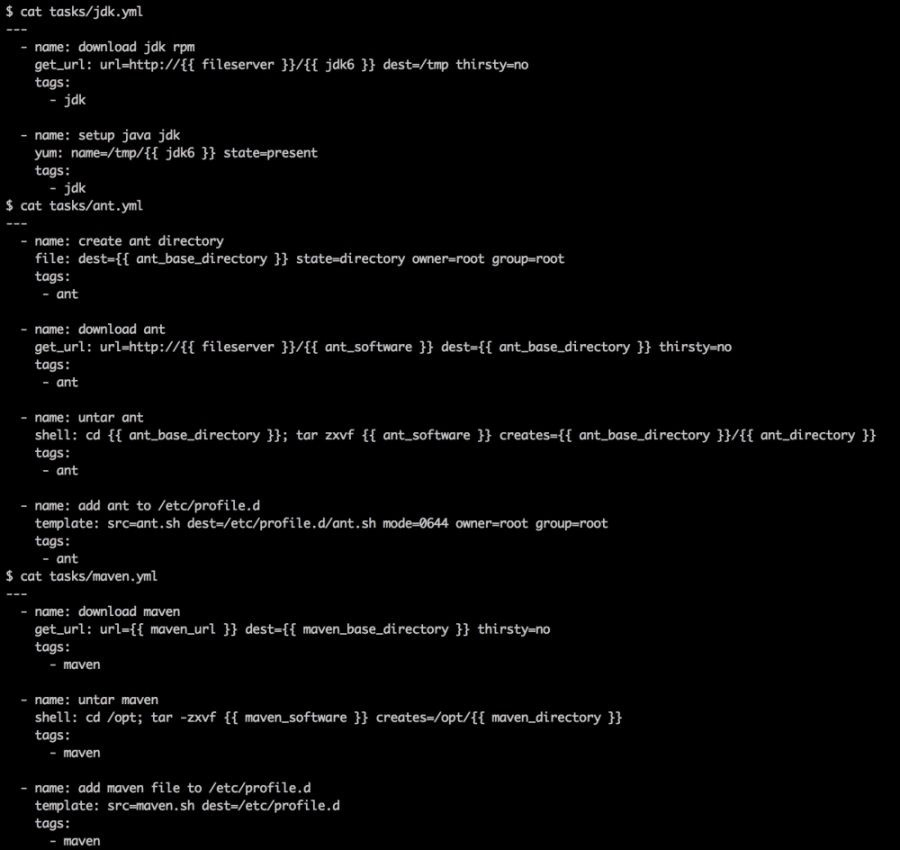 $ cat tasks/jdk.yml
---
  - name: download jdk rpm
    get_url: url=http://{{ fileserver }}/{{ jdk6 }} dest=/tmp thirsty=no
    tags:
      - jdk

  - name: setup java jdk
    yum: name=/tmp/{{ jdk6 }} state=present
    tags:
      - jdk
$ cat tasks/ant.yml
---
  - name: create ant directory
    file: dest={{ ant_base_directory }} state=directory owner=root group=root
    tags:
     - ant

  - name: download ant
    get_url: url=http://{{ fileserver }}/{{ ant_software }} dest={{ ant_base_directory }} thirsty=no
    tags:
     - ant

  - name: untar ant
    shell: cd {{ ant_base_directory }}; tar zxvf {{ ant_software }} creates={{ ant_base_directory }}/{{ ant_directory }}
    tags:
     - ant

  - name: add ant to /etc/profile.d
    template: src=ant.sh dest=/etc/profile.d/ant.sh mode=0644 owner=root group=root
    tags:
     - ant
$ cat tasks/maven.yml
---
  - name: download maven
    get_url: url={{ maven_url }} dest={{ maven_base_directory }} thirsty=no
    tags:
      - maven

  - name: untar maven
    shell: cd /opt; tar -zxvf {{ maven_software }} creates=/opt/{{ maven_directory }}
    tags:
      - maven

  - name: add maven file to /etc/profile.d
    template: src=maven.sh dest=/etc/profile.d
    tags:
      - maven